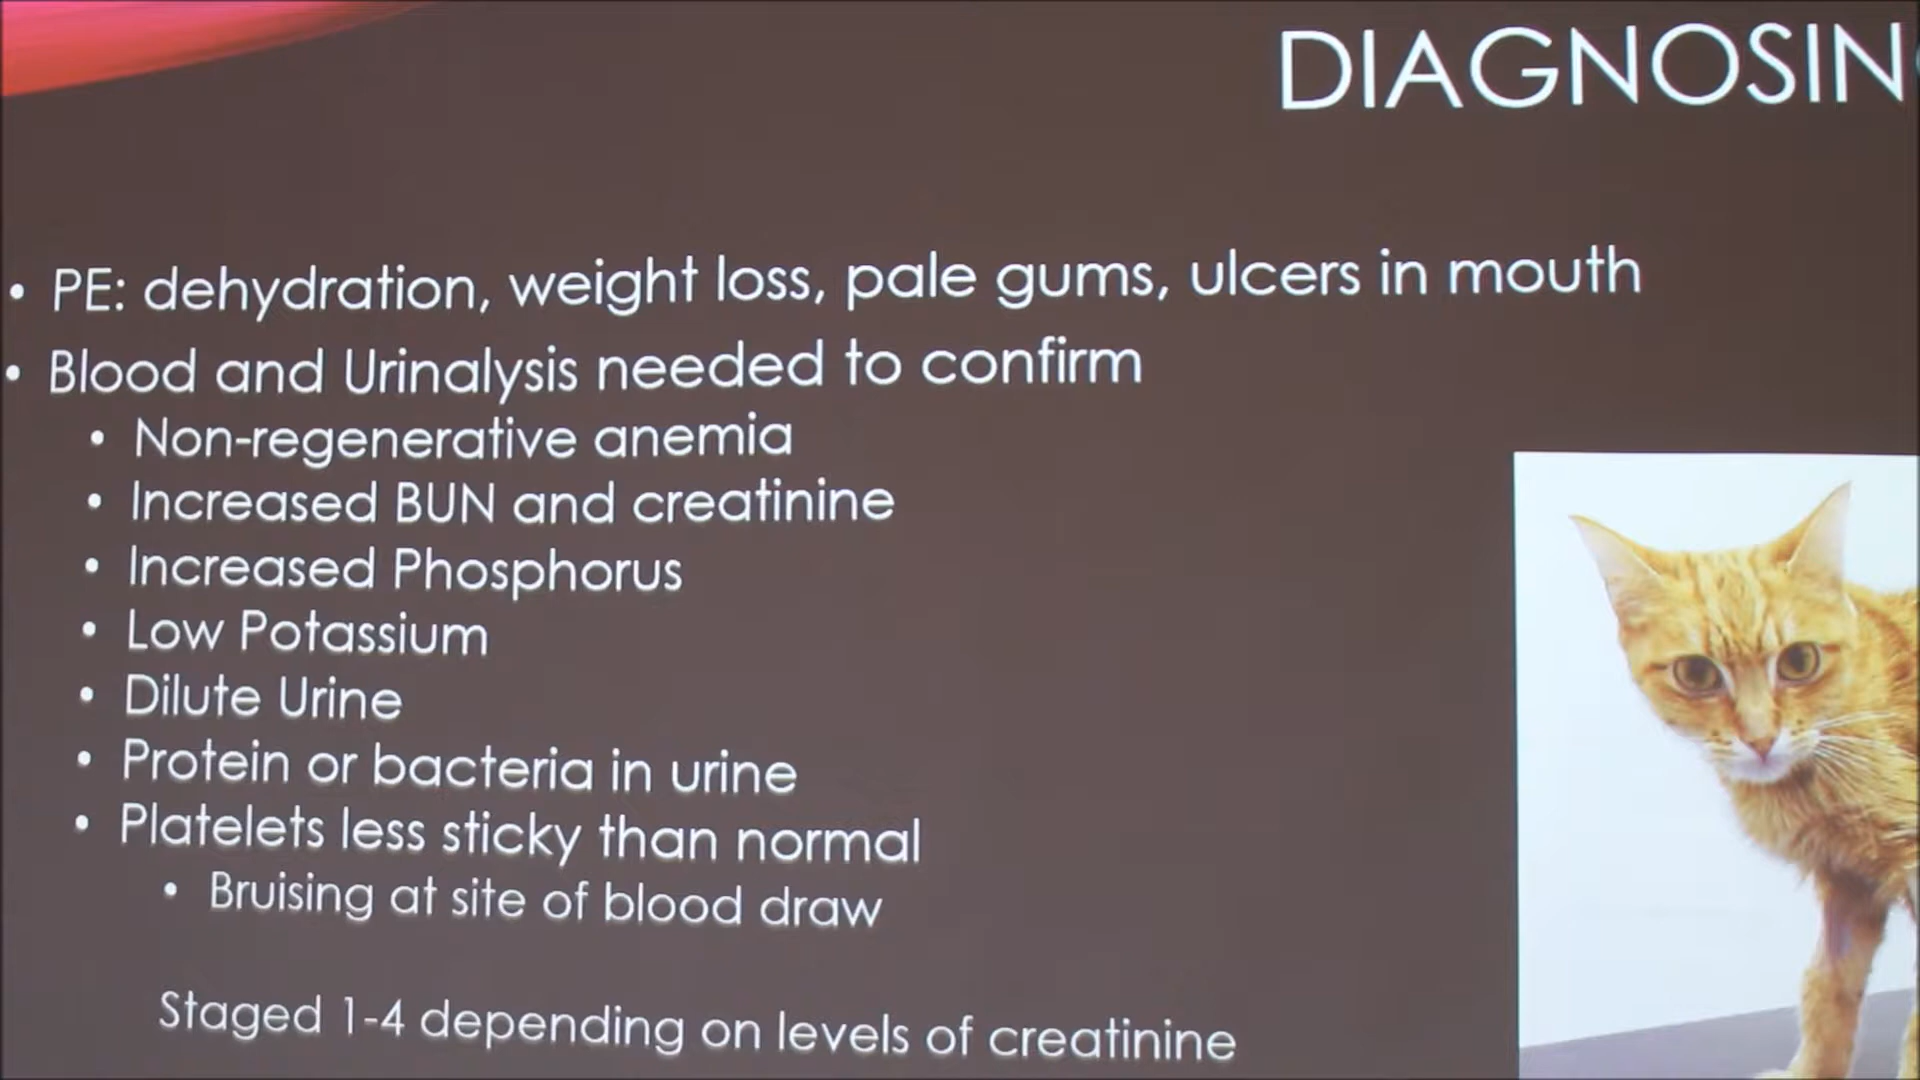 DIAGNOSIN
• PE: dehydration, weight loss, pale gums, ulcers in mouth
• Blood and Urinalysis needed to confirm
• Non-regenerative anemia
• Increased BUN and creatinine
• Increased Phosphorus
• Low Potassium
• Dilute Urine
• Protein or bacteria in urine
• Platelets less sticky than normal
• Bruising at site of blood draw
Staged 1-4 depending on levels of creatinine